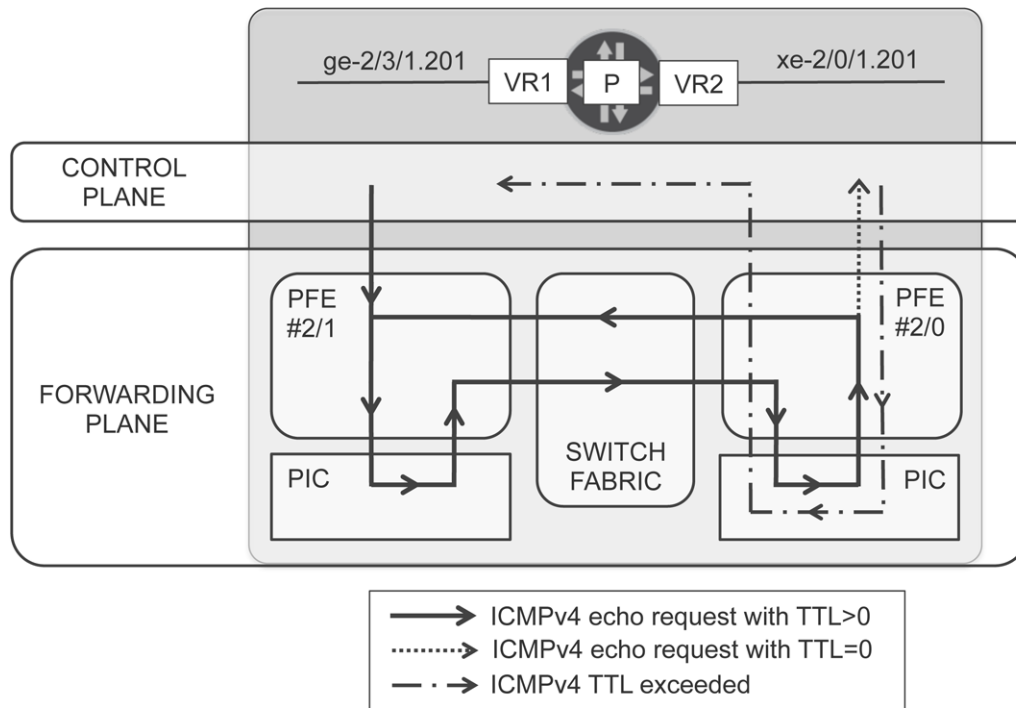 ge-2/3/1.201
xe-2/0/1.201
VR1
P
VR2
CONTROL
PLANE
PFE
#2/1
PFE
#2/0
FORWARDING
PLANE
SWITCH
FABRIC
PIC
PIC
ICMPv4 echo request with TTL>0
ICMPv4 echo request with TTL=0
ICMPv4 TTL exceeded